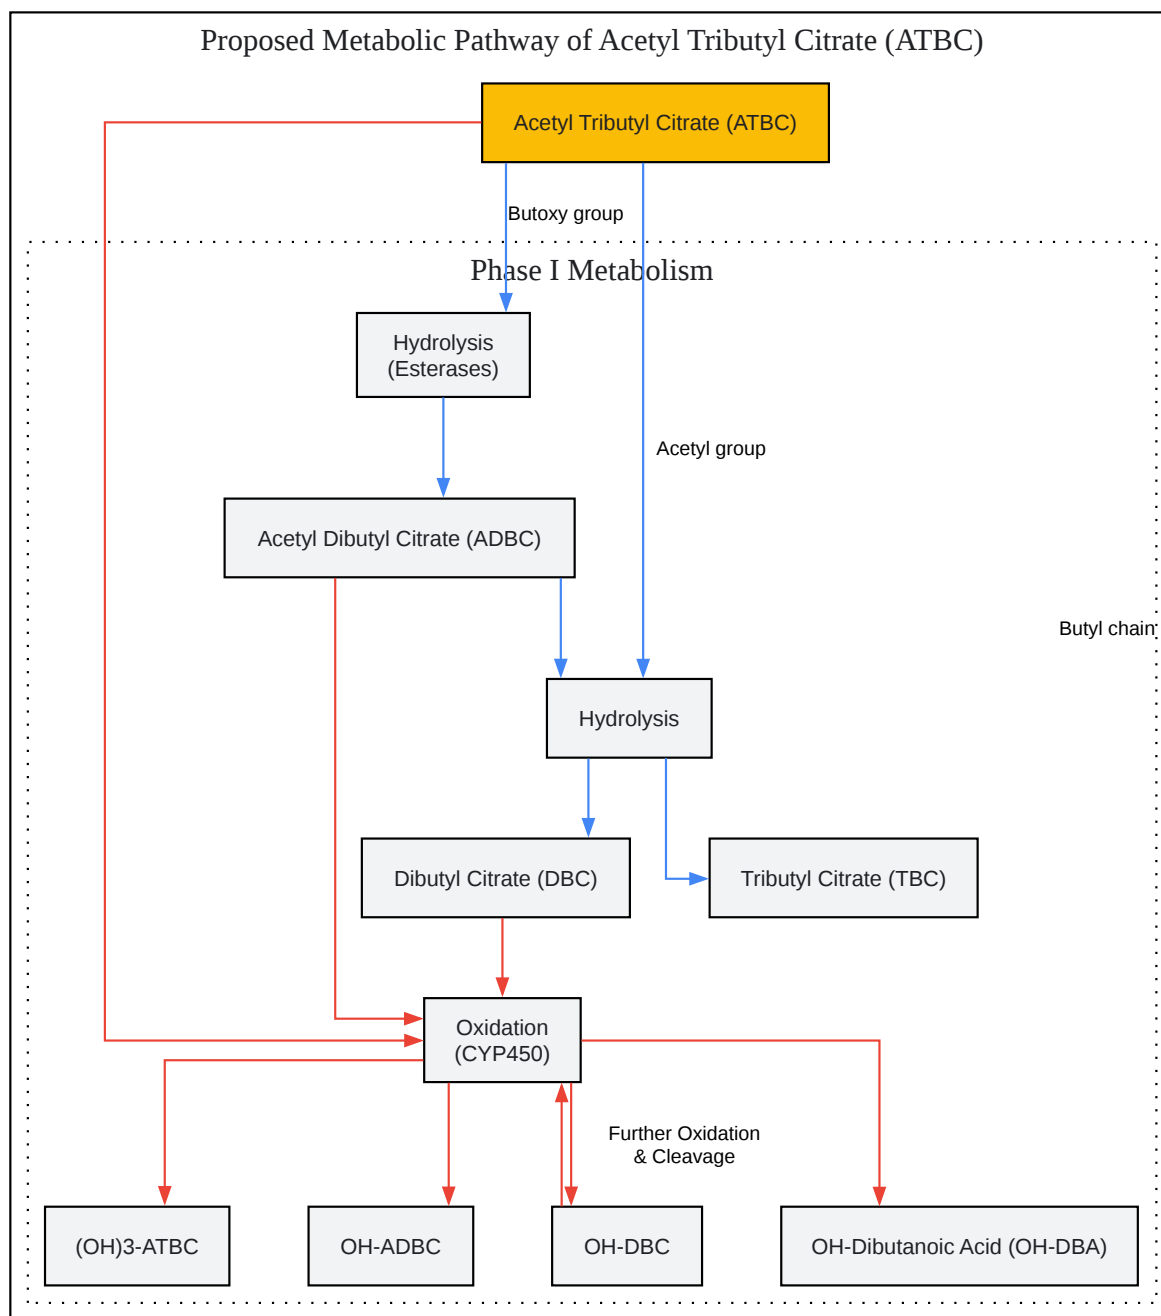 Proposed Metabolic Pathway of Acetyl Tributyl Citrate (ATBC)
Acetyl Tributyl Citrate (ATBC)
Butoxy group
Phase I Metabolism
Hydrolysis
(Esterases)
Acetyl group
Acetyl Dibutyl Citrate (ADBC)
Butyl chain
Hydrolysis
Dibutyl Citrate (DBC)
Tributyl Citrate (TBC)
Oxidation
(CYP450)
Further Oxidation
& Cleavage
(OH)3-ATBC
OH-ADBC
OH-DBC
OH-Dibutanoic Acid (OH-DBA)